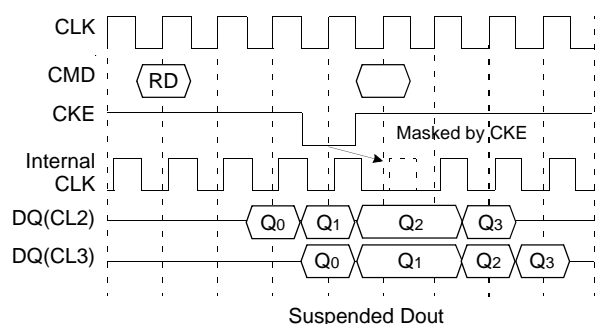 CLK
CMD RD
CKE
Masked by CKE
Internal
CLK
DQ(CL2) Q0 Q1 Q2 Q3
DQ(CL3) Q0 Q1 Q2 Q3
Suspended Dout